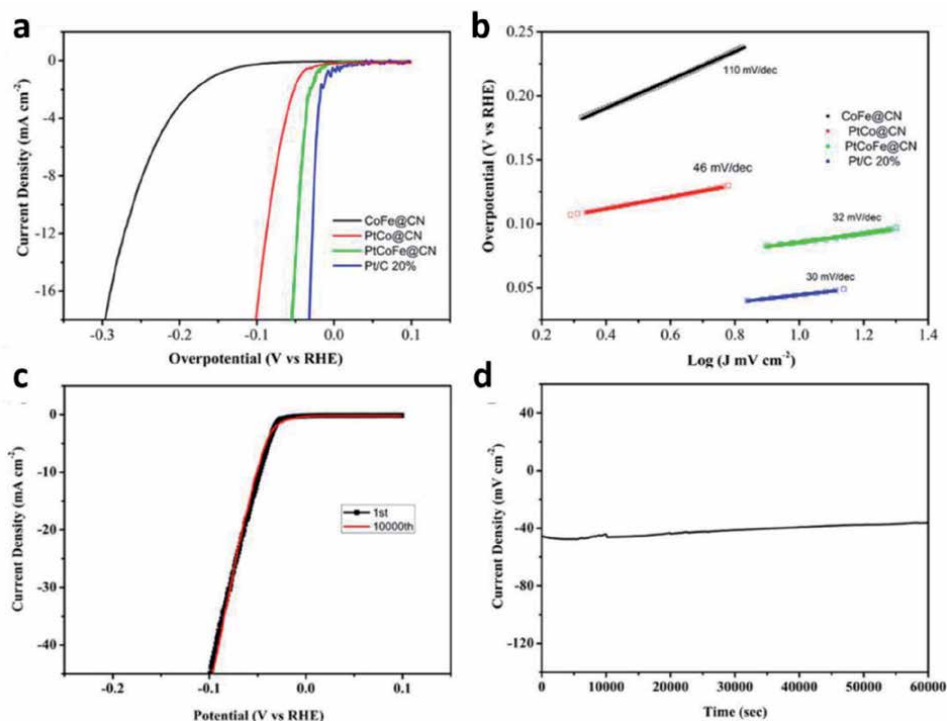 a
0
-4
-8
-12
-16
-0.3
-0.2
-0.1
0.0
0.1
Current Density (mA cm-2)
Overpotential (V vs RHE)
CoFe@CN
PtCo@CN
PtCoFe@CN
Pt/C 20%
b
0.25
0.20
0.15
0.10
0.05
0.2
0.4
0.6
0.8
1.0
1.2
1.4
Overpotential (V vs RHE)
Log (J mV cm-2)
110 mV/dec
46 mV/dec
32 mV/dec
30 mV/dec
CoFe@CN
PtCo@CN
PtCoFe@CN
Pt/C 20%
c
0
-10
-20
-30
-40
-0.2
-0.1
0.0
0.1
Current Density (mA cm-2)
Potential (V vs RHE)
1st
10000th
d
40
0
-40
-80
-120
0
10000
20000
30000
40000
50000
60000
Current Density (mV cm-2)
Time (sec)